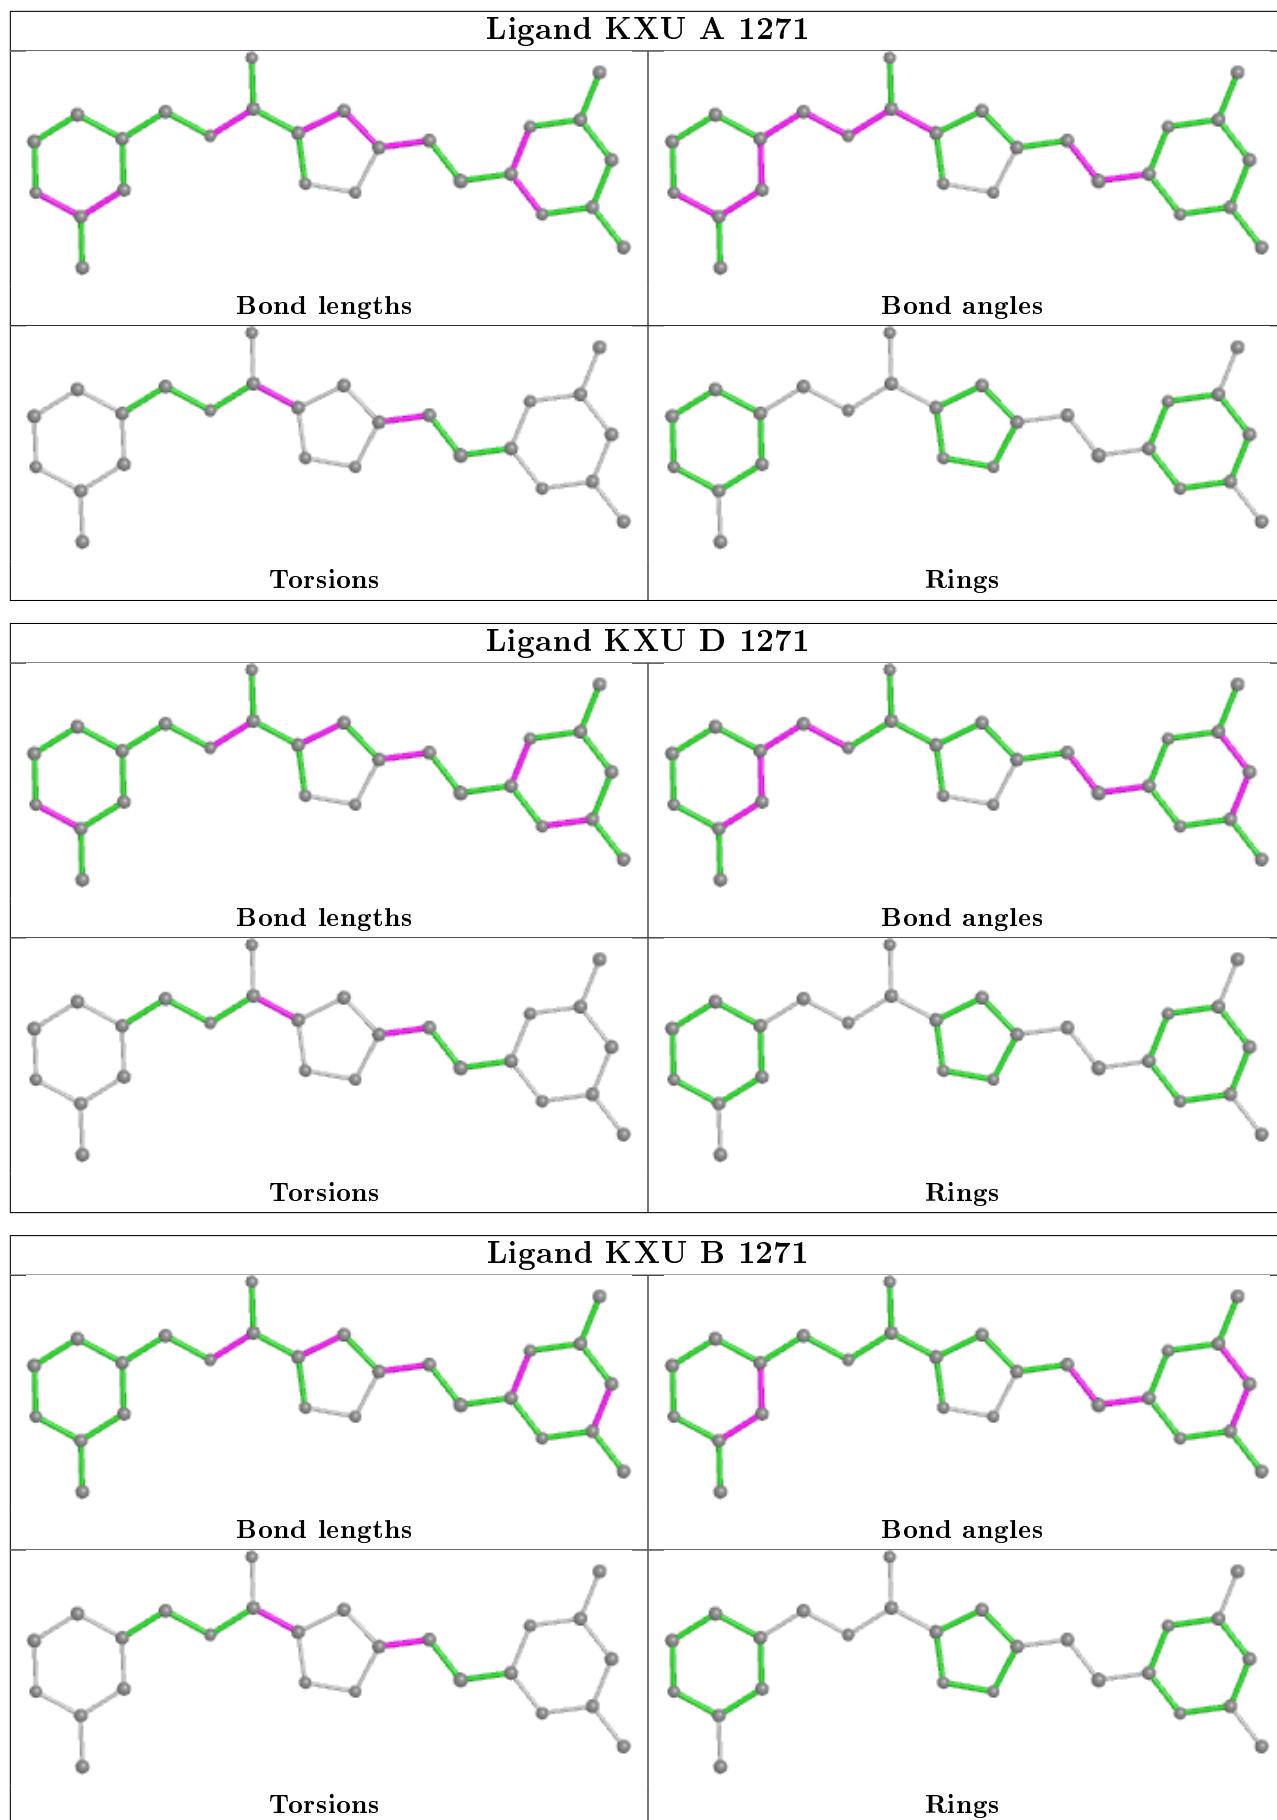 Ligand KXU A 1271
Bond lengths
Bond angles
Torsions
Rings
Ligand KXU D 1271
Bond lengths
Bond angles
Torsions
Rings
Ligand KXU B 1271
Bond lengths
Bond angles
Torsions
Rings